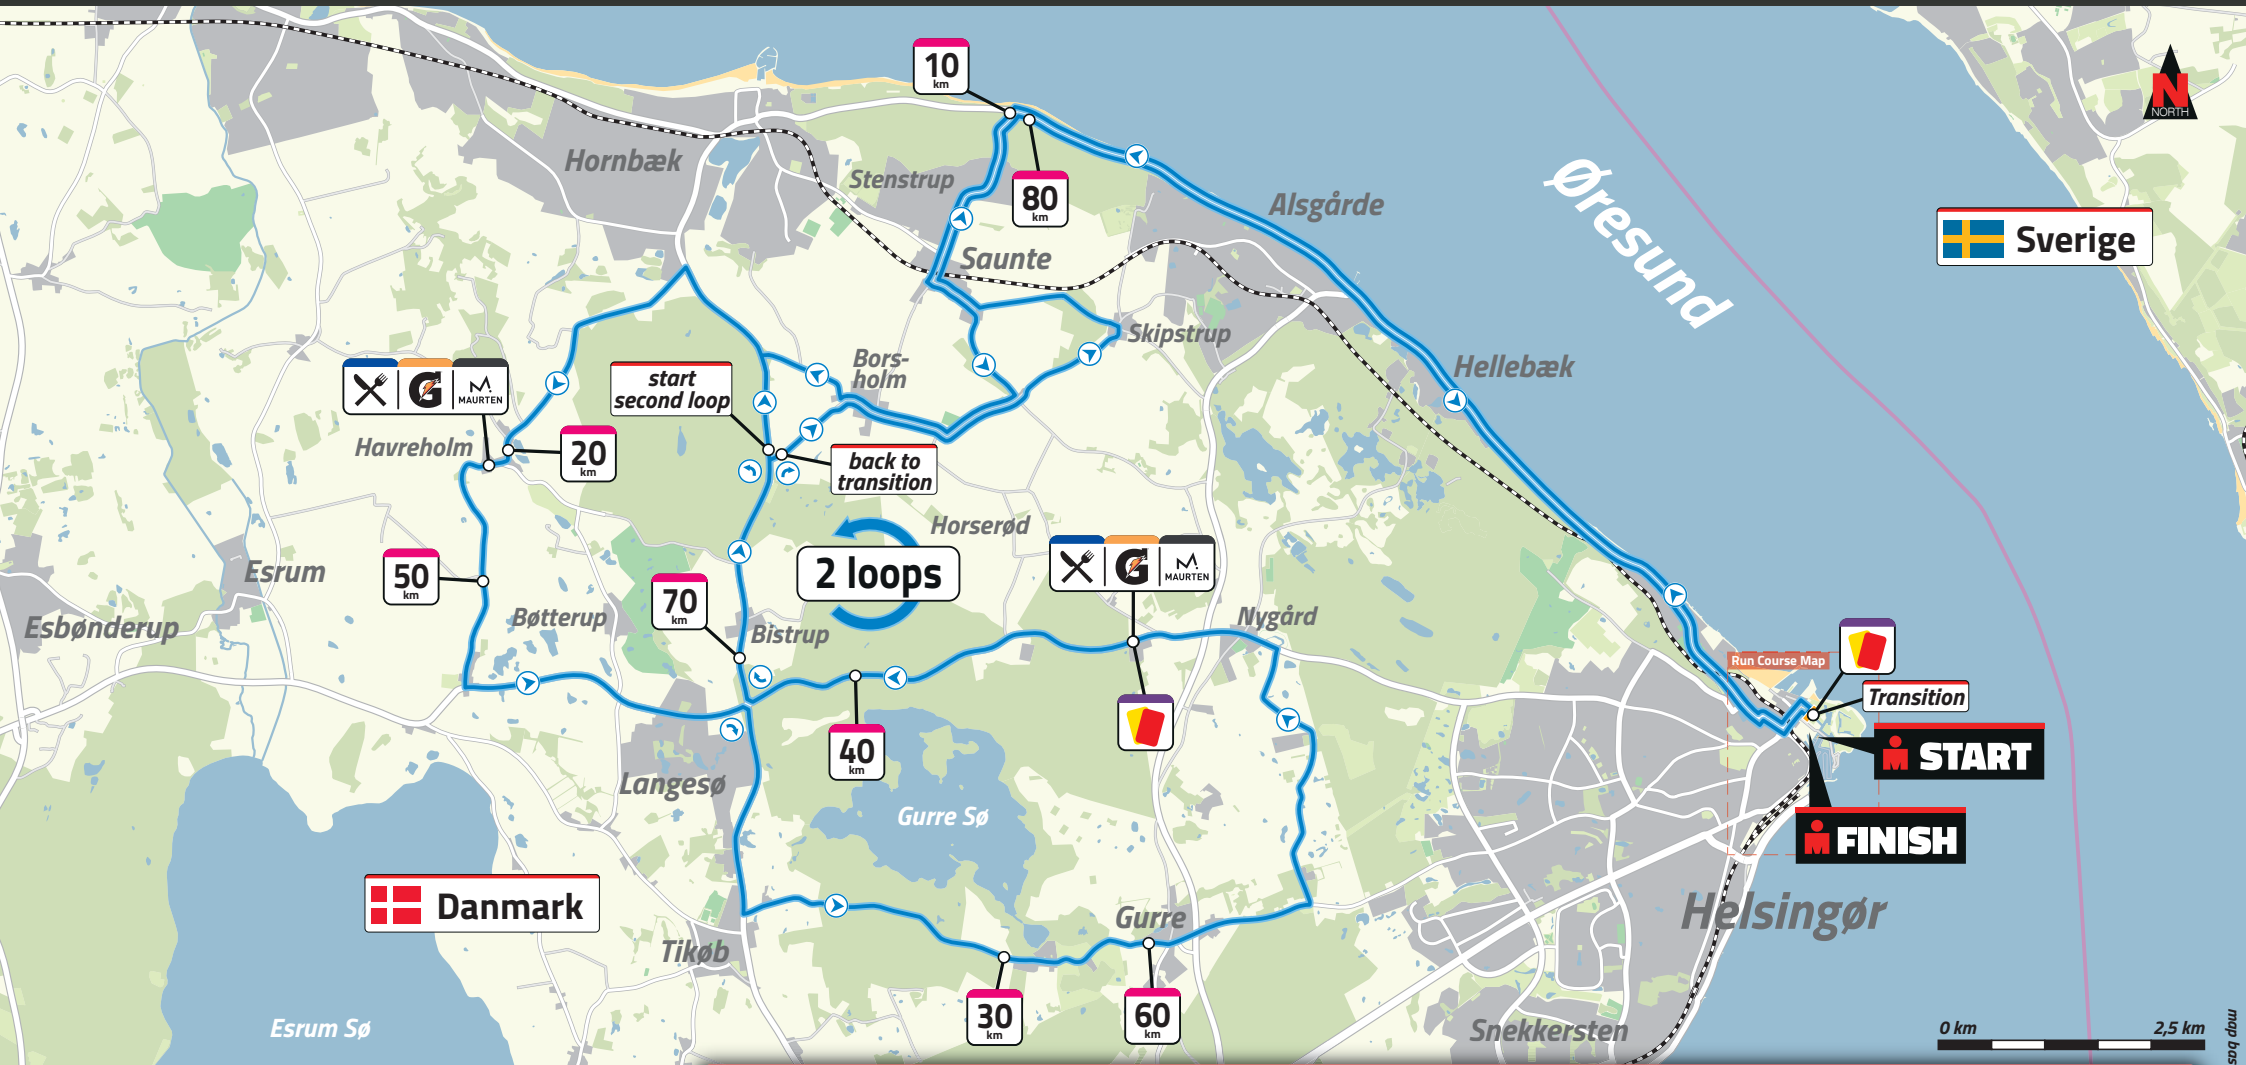 10
km
N
NORTH
Hornbæk
Stenstrup
80
km
Alsgårde
Øresund
Sverige
Saunte
Skipstrup
Bors-
holm
Hellebæk
MAURTEN
start
second loop
Havreholm
20
km
back to
transition
Horserød
2 loops
MAURTEN
50
km
Esrum
70
km
Bøtterup
Bistrup
Nygård
Esbønderup
Run Course Map
Transition
40
km
START
Langesø
Gurre Sø
FINISH
Danmark
Helsingør
Gurre
Tikøb
30
km
60
km
Esrum Sø
Snekkersten
0 km
2,5 km
map bas